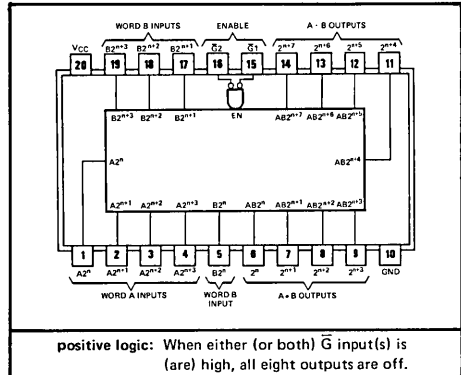 WORD B INPUTS ENABLE A · B OUTPUTS
VCC B2ⁿ⁺³ B2ⁿ⁺² B2ⁿ⁺¹ G̅2 G̅1 2ⁿ⁺⁷ 2ⁿ⁺⁶ 2ⁿ⁺⁵ 2ⁿ⁺⁴
20 19 18 17 16 15 14 13 12 11
B2ⁿ⁺³ B2ⁿ⁺² B2ⁿ⁺¹ EN AB2ⁿ⁺⁷ AB2ⁿ⁺⁶ AB2ⁿ⁺⁵
A2ⁿ AB2ⁿ⁺⁴
A2ⁿ⁺¹ A2ⁿ⁺² A2ⁿ⁺³ B2ⁿ AB2ⁿ AB2ⁿ⁺¹ AB2ⁿ⁺² AB2ⁿ⁺³
1 2 3 4 5 6 7 8 9 10
A2ⁿ A2ⁿ⁺¹ A2ⁿ⁺² A2ⁿ⁺³ B2ⁿ 2ⁿ 2ⁿ⁺¹ 2ⁿ⁺² 2ⁿ⁺³ GND
WORD A INPUTS WORD B INPUT A•B OUTPUTS
positive logic: When either (or both) G̅ input(s) is
(are) high, all eight outputs are off.